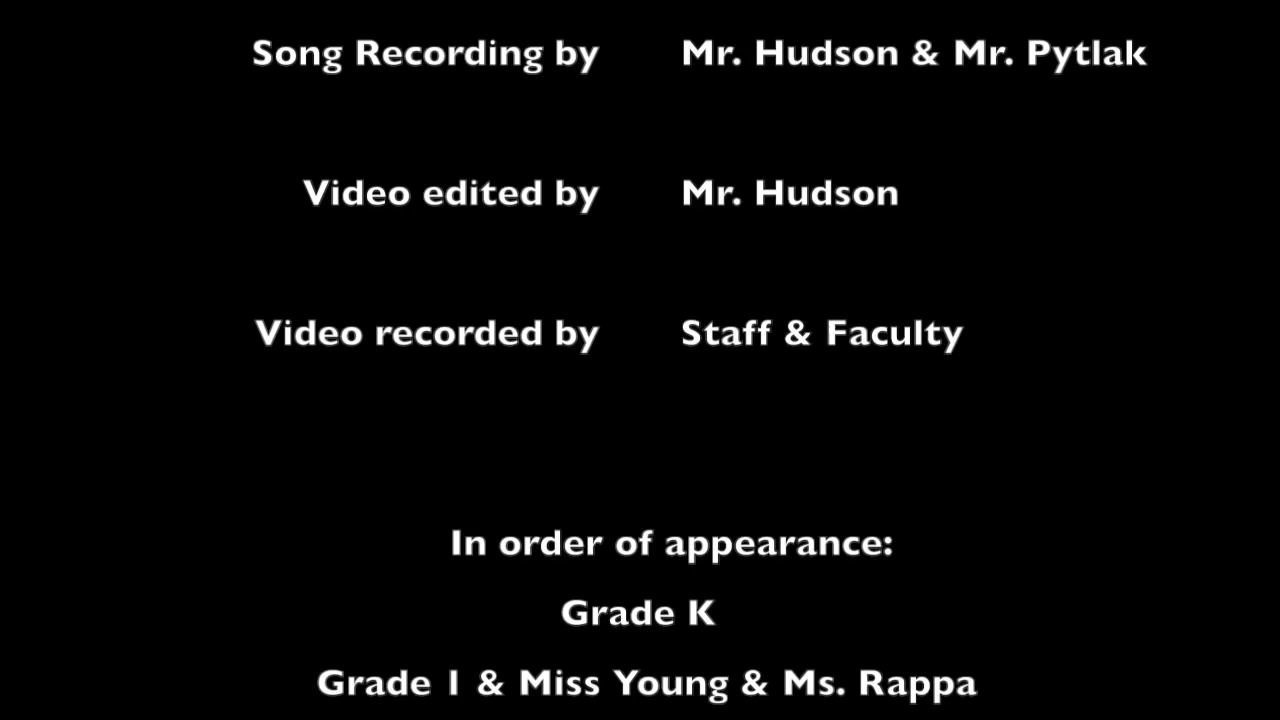 Song Recording by Mr. Hudson & Mr. Pytlak
Video edited by Mr. Hudson
Video recorded by Staff & Faculty
In order of appearance:
Grade K
Grade 1 & Miss Young & Ms. Rappa